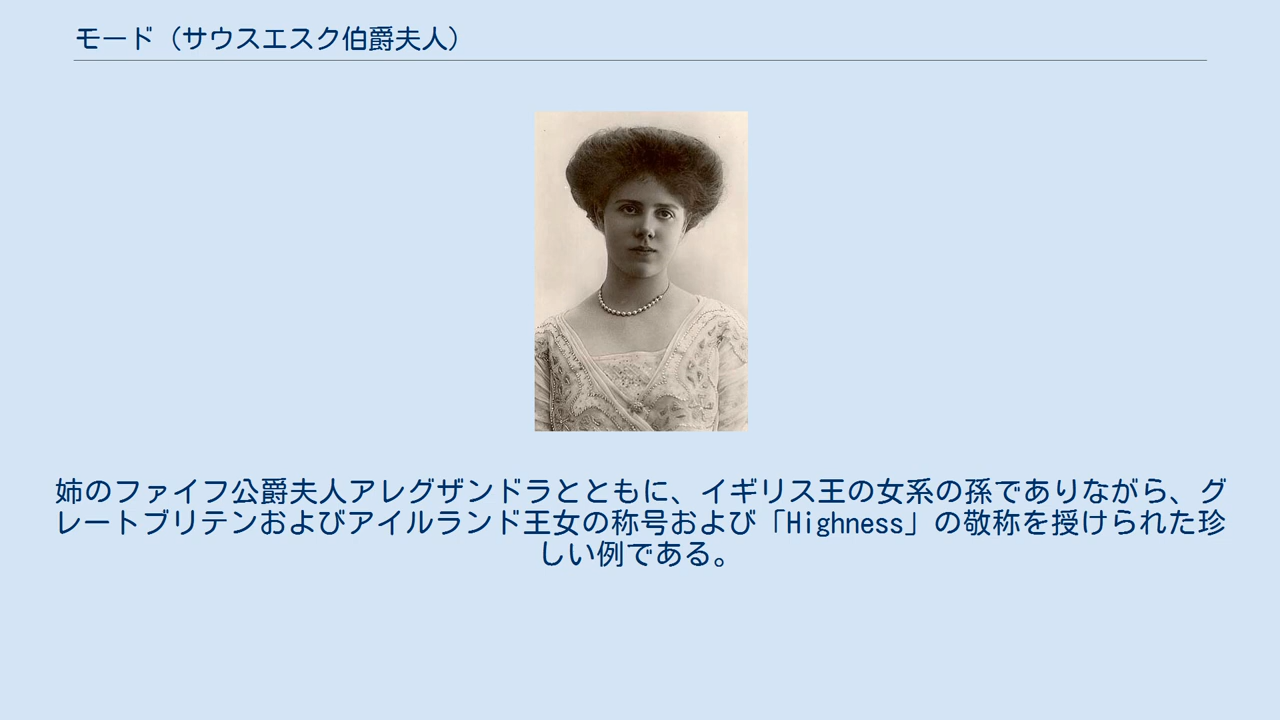 モード（サウスエスク伯爵夫人）
姉のファイフ公爵夫人アレグザンドラとともに、イギリス王の女系の孫でありながら、グ
レートブリテンおよびアイルランド王女の称号および「Highness」の敬称を授けられた珍
しい例である。